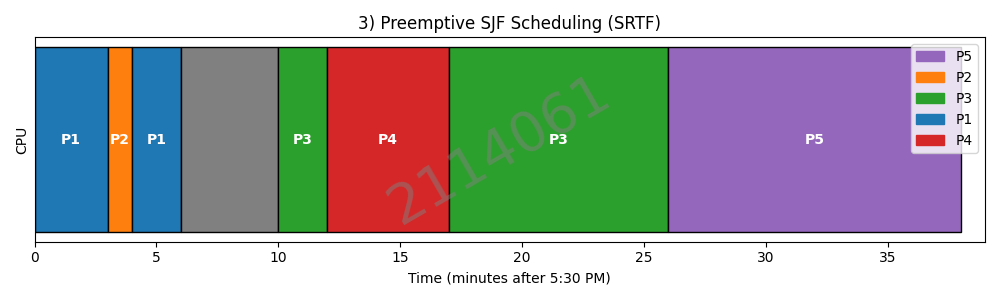 3) Preemptive SJF Scheduling (SRTF)
P1 P2 P1 P3 P4 P3 P5
P5
P2
P3
P1
P4
2114061
CPU
0 5 10 15 20 25 30 35
Time (minutes after 5:30 PM)